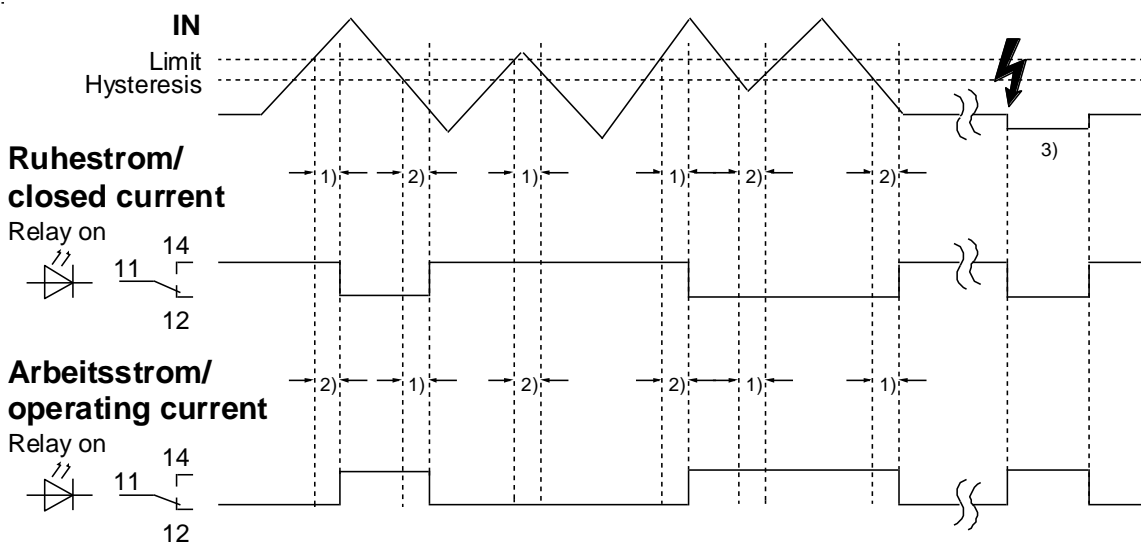 IN
Limit
Hysteresis
3)
Ruhestrom/
closed current
1) 2) 1) 1) 2) 2)
Relay on
14
11
12
Arbeitsstrom/
operating current
2) 1) 2) 2) 1) 1)
Relay on
14
11
12